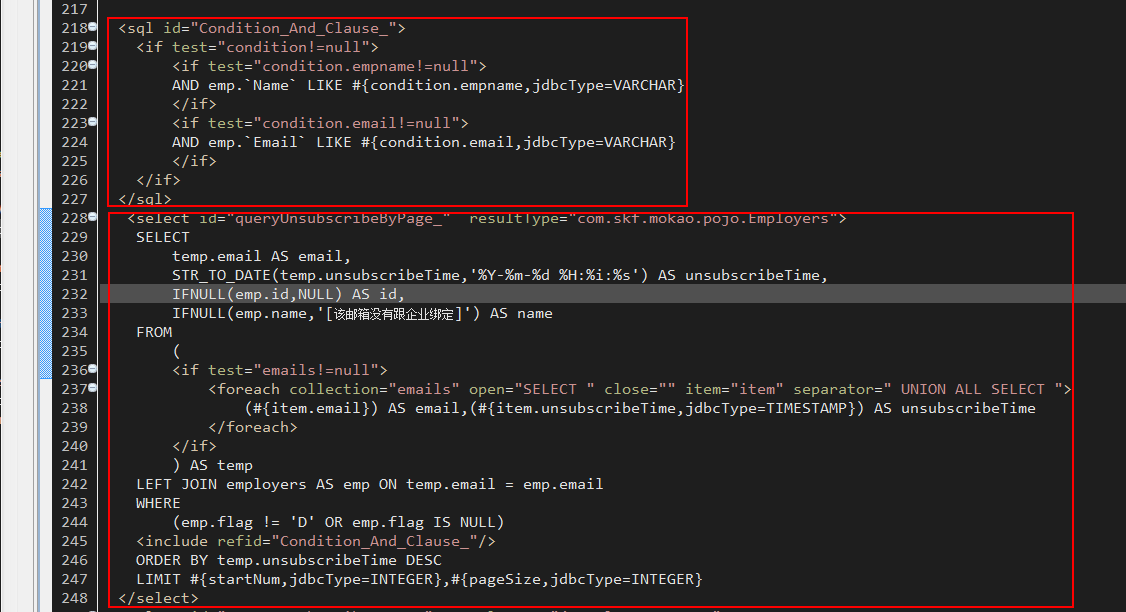 217
218 <sql id="Condition_And_Clause_">
219 <if test="condition!=null">
220 <if test="condition.empname!=null">
221 AND emp.`Name` LIKE #{condition.empname,jdbcType=VARCHAR}
222 </if>
223 <if test="condition.email!=null">
224 AND emp.`Email` LIKE #{condition.email,jdbcType=VARCHAR}
225 </if>
226 </if>
227 </sql>
228 <select id="queryUnsubscribeByPage_" resultType="com.skf.mokao.pojo.Employers">
229 SELECT
230 temp.email AS email,
231 STR_TO_DATE(temp.unsubscribeTime,'%Y-%m-%d %H:%i:%s') AS unsubscribeTime,
232 IFNULL(emp.id,NULL) AS id,
233 IFNULL(emp.name,'[该邮箱没有跟企业绑定]') AS name
234 FROM
235 (
236 <if test="emails!=null">
237 <foreach collection="emails" open="SELECT " close="" item="item" separator=" UNION ALL SELECT ">
238 (#{item.email}) AS email,(#{item.unsubscribeTime,jdbcType=TIMESTAMP}) AS unsubscribeTime
239 </foreach>
240 </if>
241 ) AS temp
242 LEFT JOIN employers AS emp ON temp.email = emp.email
243 WHERE
244 (emp.flag != 'D' OR emp.flag IS NULL)
245 <include refid="Condition_And_Clause_"/>
246 ORDER BY temp.unsubscribeTime DESC
247 LIMIT #{startNum,jdbcType=INTEGER},#{pageSize,jdbcType=INTEGER}
248 </select>